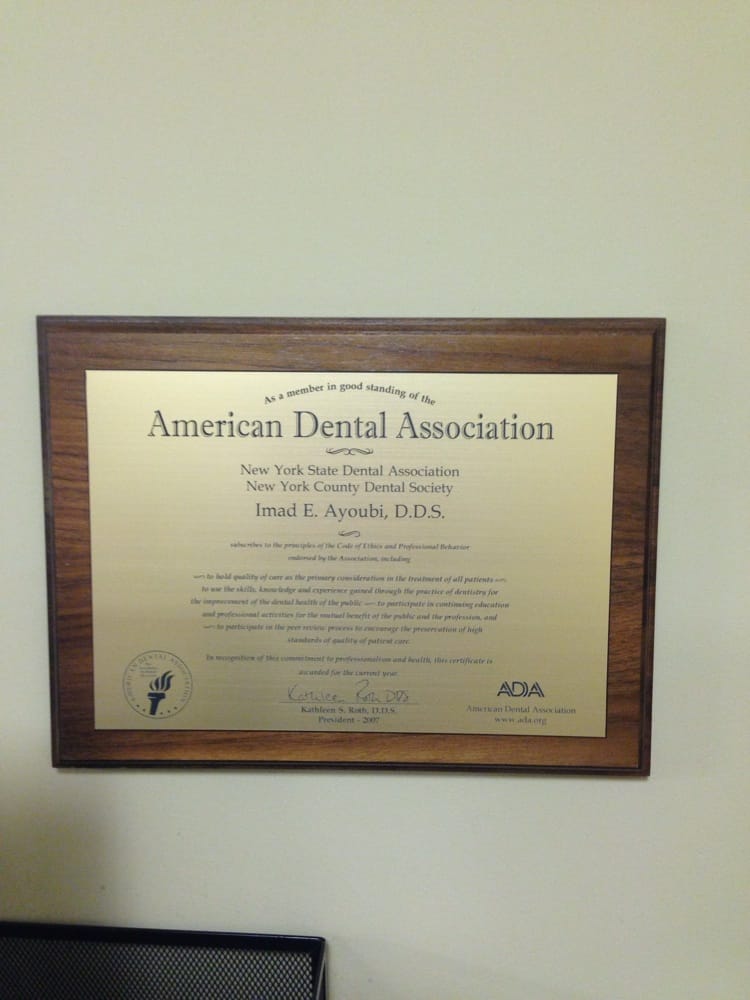 As a member in good standing of the
American Dental Association
New York State Dental Association
New York County Dental Society
Imad E. Ayoubi, D.D.S.
subscribes to the principles of the Code of Ethics and Professional Behavior
endorsed by the Association, including
to hold quality of care as the primary consideration in the treatment of all patients
to use the skills, knowledge and experience gained through the practice of dentistry for
the improvement of the dental health of the public — to participate in continuing education
and professional activities for the mutual benefit of the public and the profession, and
to participate in the peer review process to encourage the preservation of high
standards of quality of patient care.
In recognition of this commitment to professionalism and health, this certificate is
awarded for the current year.
AMERICAN DENTAL ASSOCIATION
Kathleen Roth DDS
Kathleen S. Roth, D.D.S.
President - 2007
ADA
American Dental Association
www.ada.org